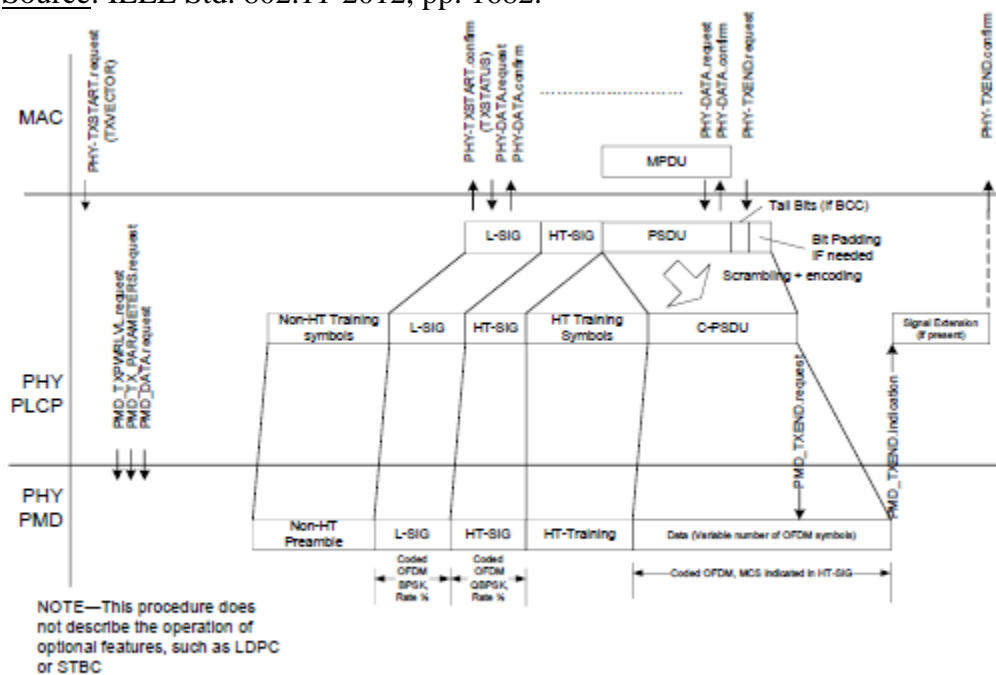 Source: IEEE Std. 802.11-2012, pp. 1682.
MAC
PHY-TXSTART.request
(TXVECTOR)
PHY-TXSTART.confirm
(TXSTATUS)
PHY-DATA.request
PHY-DATA.confirm
PHY-DATA.request
PHY-DATA.confirm
PHY-TXEND.request
PHY-TXEND.confirm
MPDU
Tail Bits (if BCC)
L-SIG
HT-SIG
PSDU
Bit Padding
IF needed
Scrambling + encoding
PMD_TXPWRLVL.request
PMD_TX_PARAMETERS.request
PMD_DATA.request
Non-HT Training
symbols
L-SIG
HT-SIG
HT Training
Symbols
C-PSDU
Signal Extension
(if present)
PHY
PLCP
PMD_TXEND.request
PMD_TXEND.indication
PHY
PMD
Non-HT
Preamble
L-SIG
HT-SIG
HT-Training
Data (Variable number of OFDM symbols)
Coded
OFDM
BPSK,
Rate ½
Coded
OFDM
QBPSK,
Rate ½
Coded OFDM, MCS indicated in HT-SIG
NOTE—This procedure does
not describe the operation of
optional features, such as LDPC
or STBC